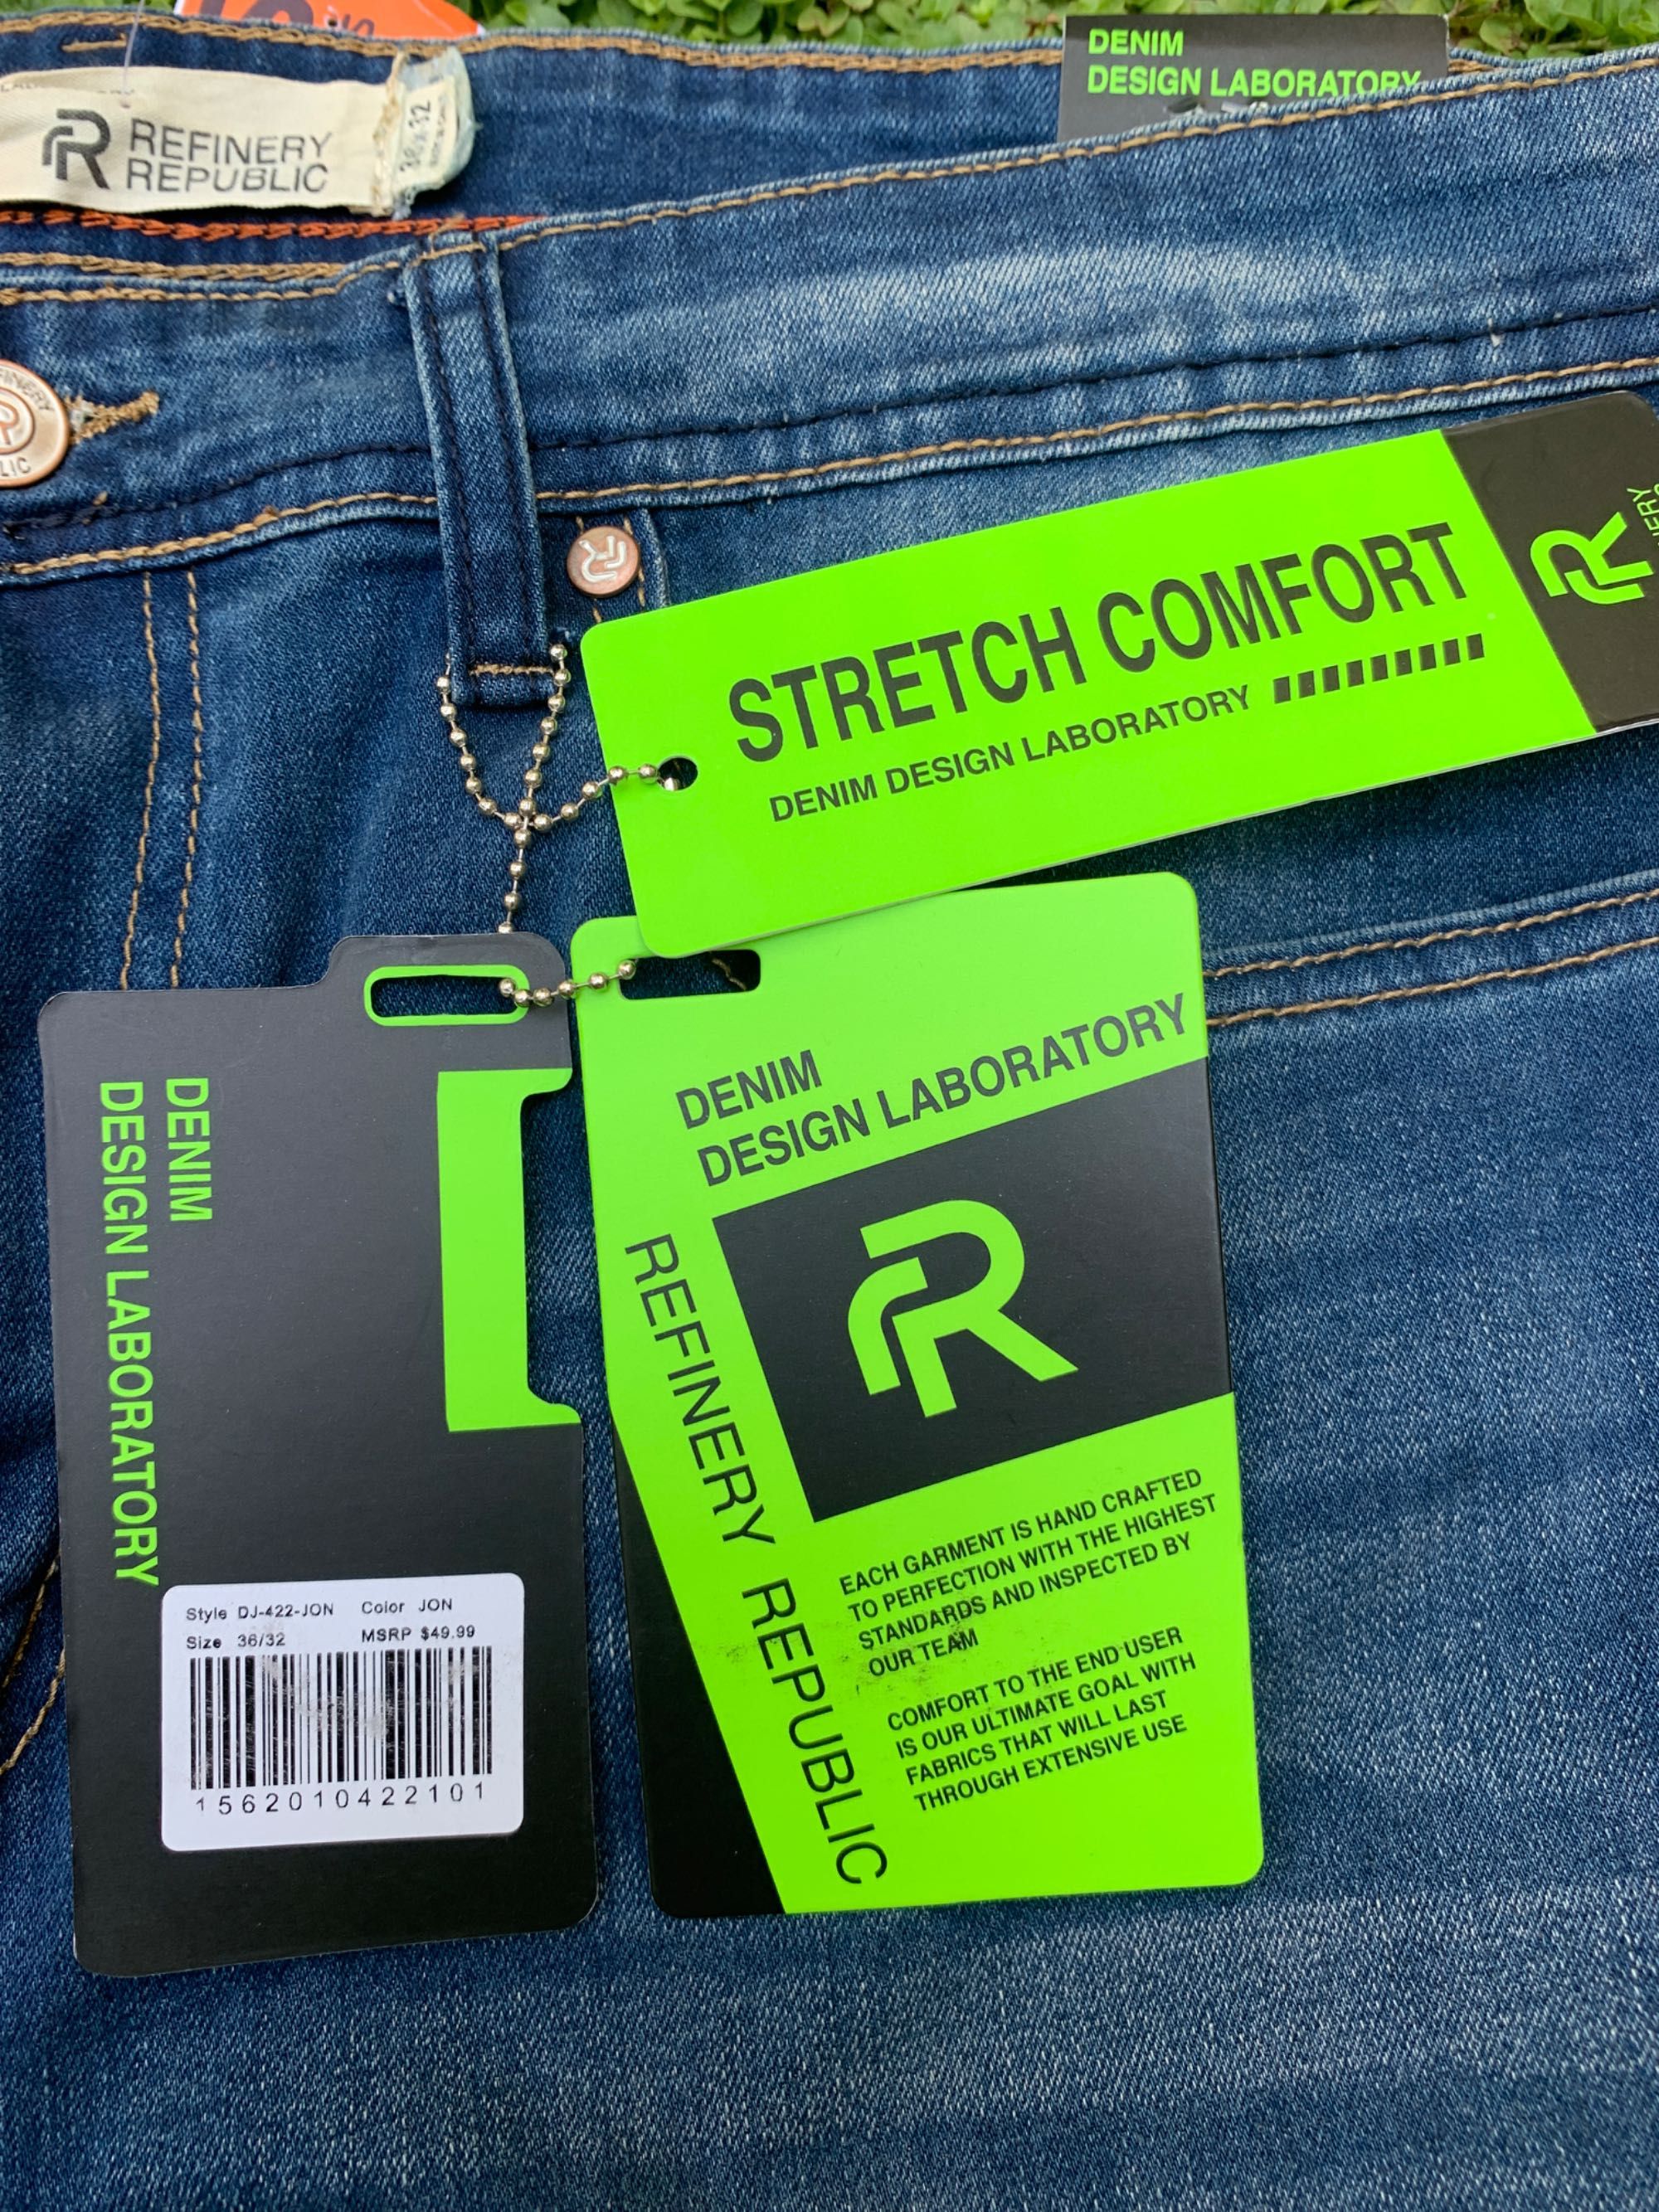 DENIM
DESIGN LABORATORY
REFINERY
REPUBLIC
36 X 32
STRETCH COMFORT
DENIM DESIGN LABORATORY
DENIM
DESIGN LABORATORY
Style DJ-422-JON Color JON
Size 36/32 MSRP $49.99
1562010422101
DENIM
DESIGN LABORATORY
REFINERY REPUBLIC
EACH GARMENT IS HAND CRAFTED
TO PERFECTION WITH THE HIGHEST
STANDARDS AND INSPECTED BY
OUR TEAM
COMFORT TO THE END USER
IS OUR ULTIMATE GOAL WITH
FABRICS THAT WILL LAST
THROUGH EXTENSIVE USE